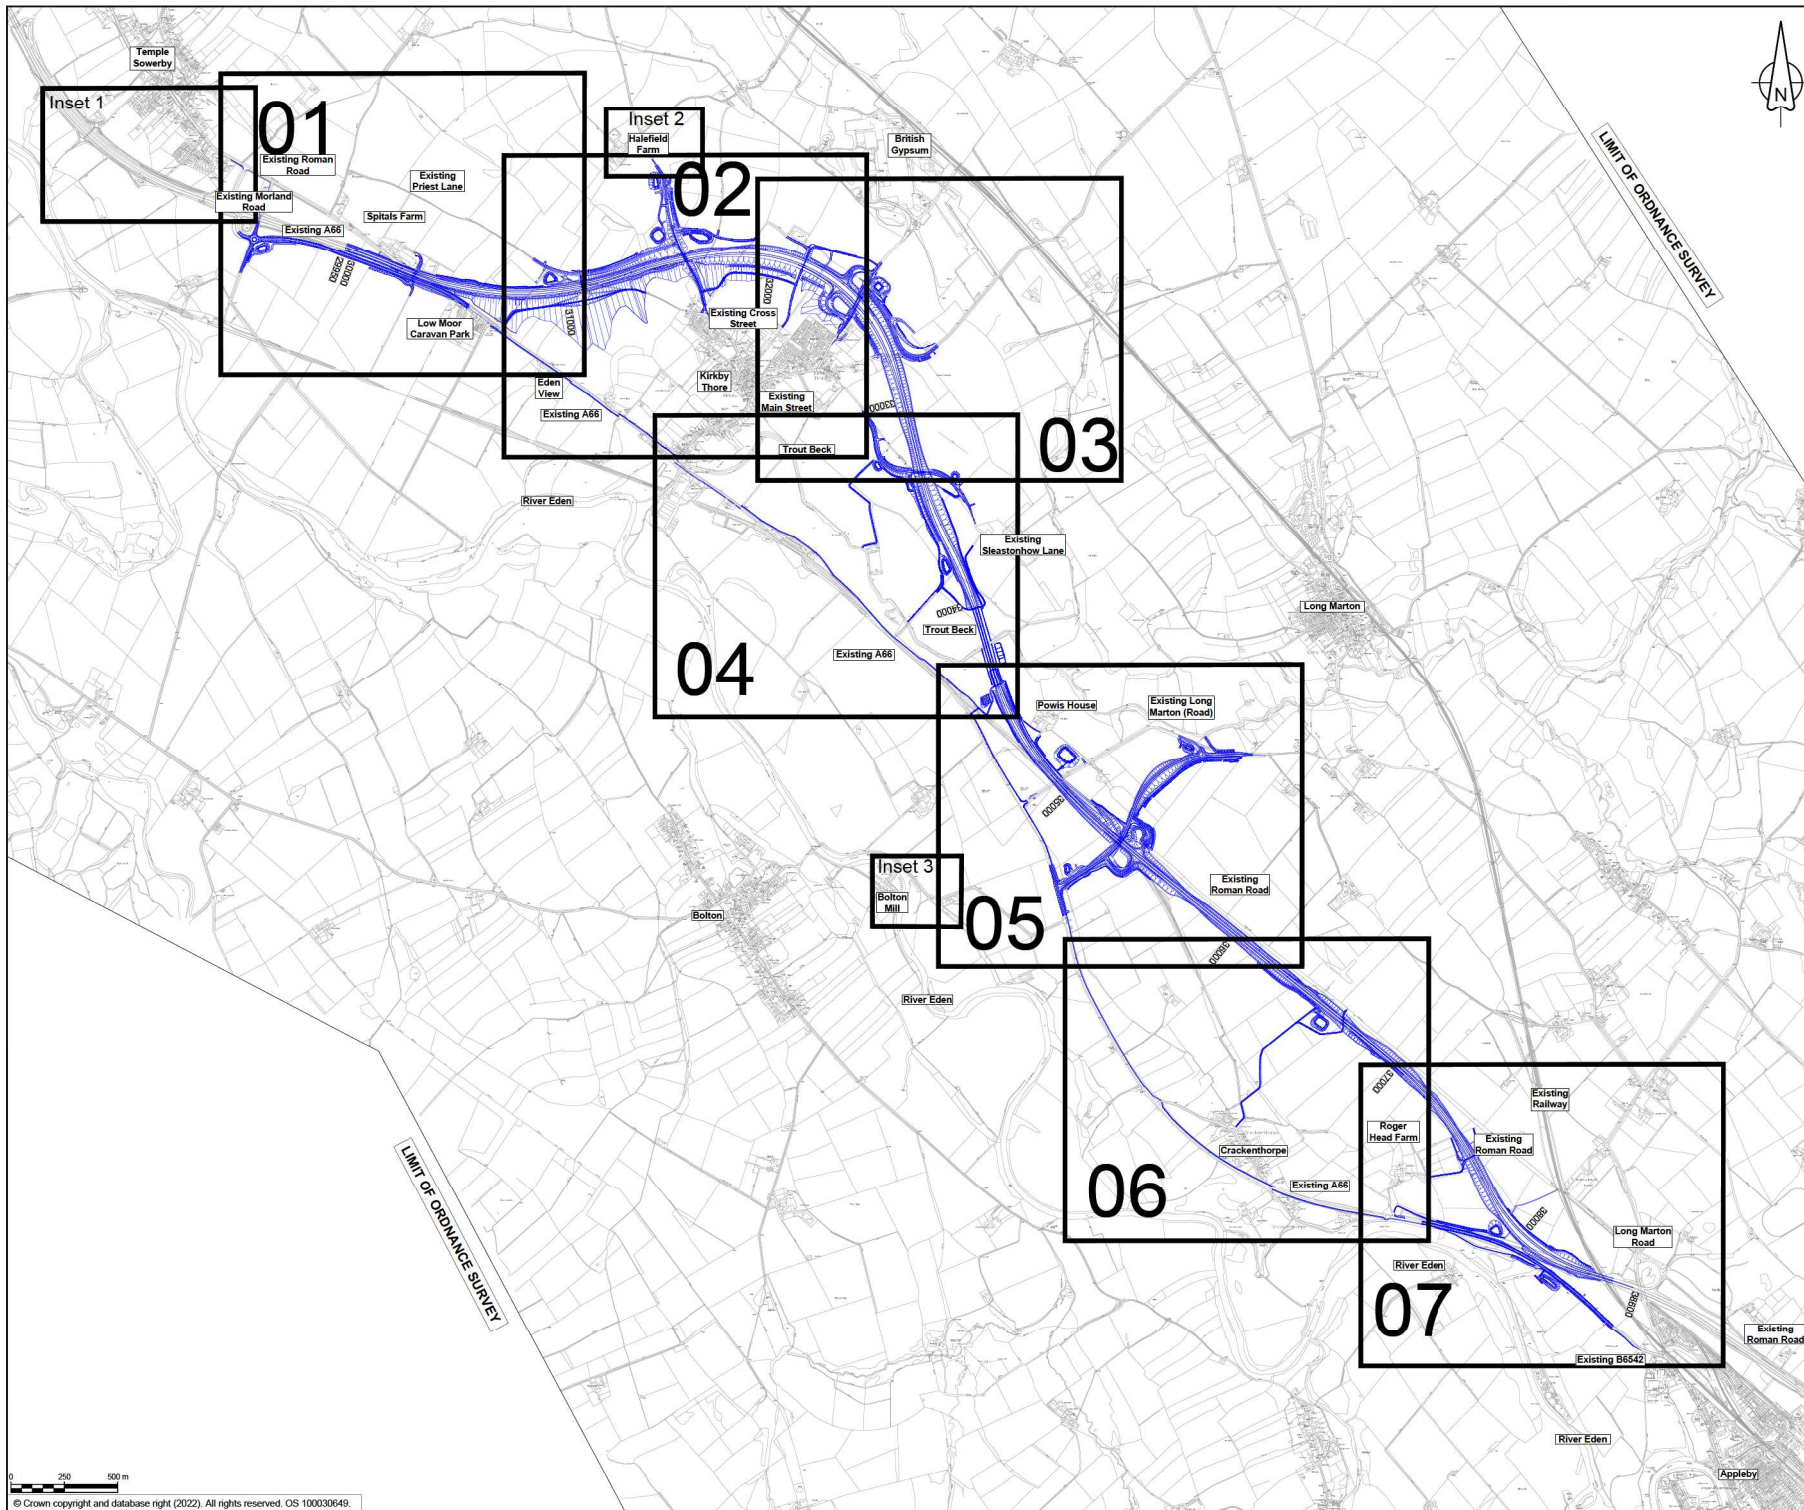 Temple
Sowerby
Inset 1
01
Existing Roman
Road
Existing Morland
Road
Existing
Priest Lane
Spitals Farm
Existing A66
29950
30000
Low Moor
Caravan Park
Inset 2
Halefield
Farm
02
British
Gypsum
N
LIMIT OF ORDNANCE SURVEY
31000
32000
Existing Cross
Street
Kirkby
Thore
Existing
Main Street
Eden
View
Existing A66
33000
03
Trout Beck
River Eden
Existing
Sleastonhow Lane
34000
Trout Beck
Existing A66
04
Long Marton
Powis House
Existing Long
Marton (Road)
35000
Inset 3
Bolton
Mill
Bolton
05
Existing
Roman Road
36000
River Eden
37000
Existing
Railway
Roger
Head Farm
Existing
Roman Road
Crackenthorpe
Existing A66
06
38000
Long Marton
Road
River Eden
07
38600
Existing
Roman Road
Existing B6542
LIMIT OF ORDNANCE SURVEY
River Eden
Appleby
0 250 500 m
© Crown copyright and database right (2022). All rights reserved. OS 100030649.